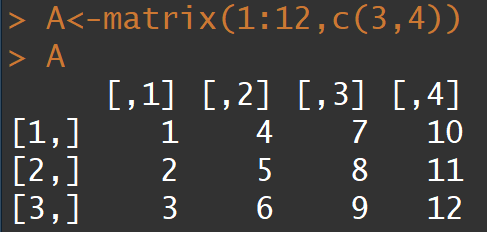 > A<-matrix(1:12,c(3,4))
> A
     [,1] [,2] [,3] [,4]
[1,]    1    4    7   10
[2,]    2    5    8   11
[3,]    3    6    9   12